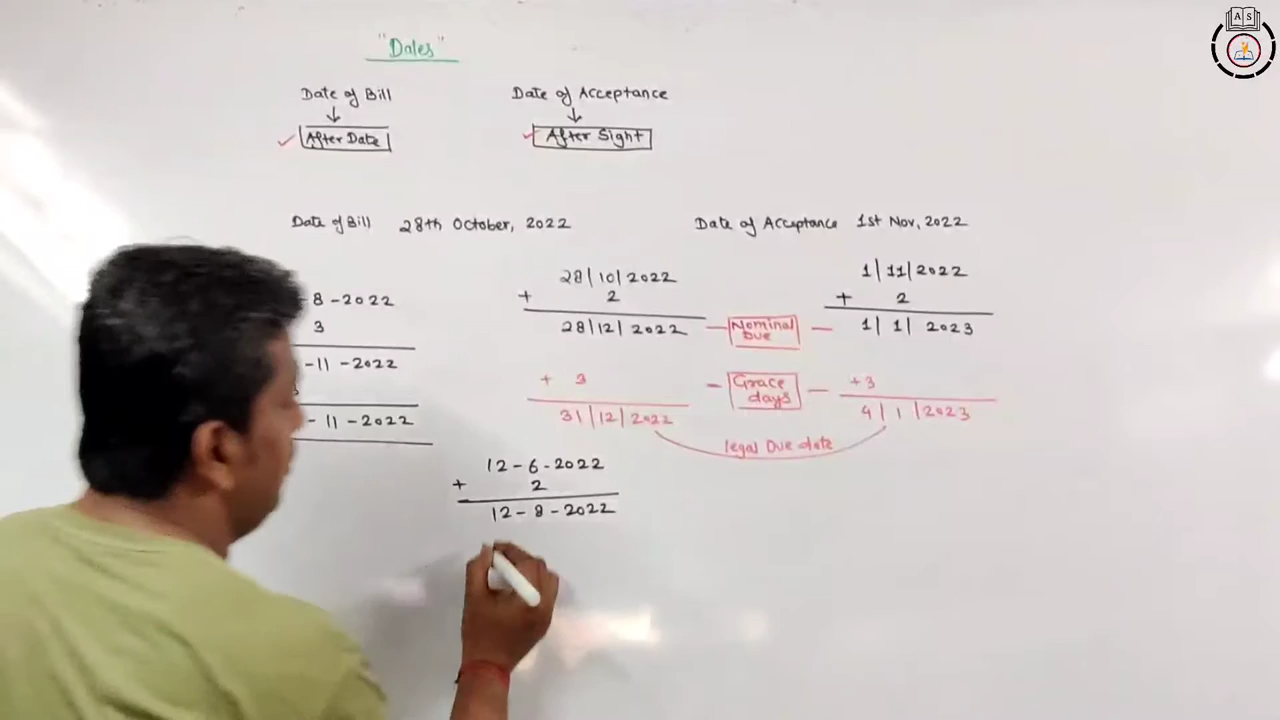 A S
"Dates"
Date of Bill
After Date
Date of Acceptance
After Sight
Date of Bill 28th October, 2022
Date of Acceptance 1st Nov, 2022
-8-2022
3
-11-2022
-11-2022
28/10/2022
+ 2
28/12/2022
+ 3
31/12/2022
Nominal
Due
Grace
days
1/11/2022
+ 2
1/1/2023
+3
4/1/2023
legal Due date
12-6-2022
+ 2
12-8-2022